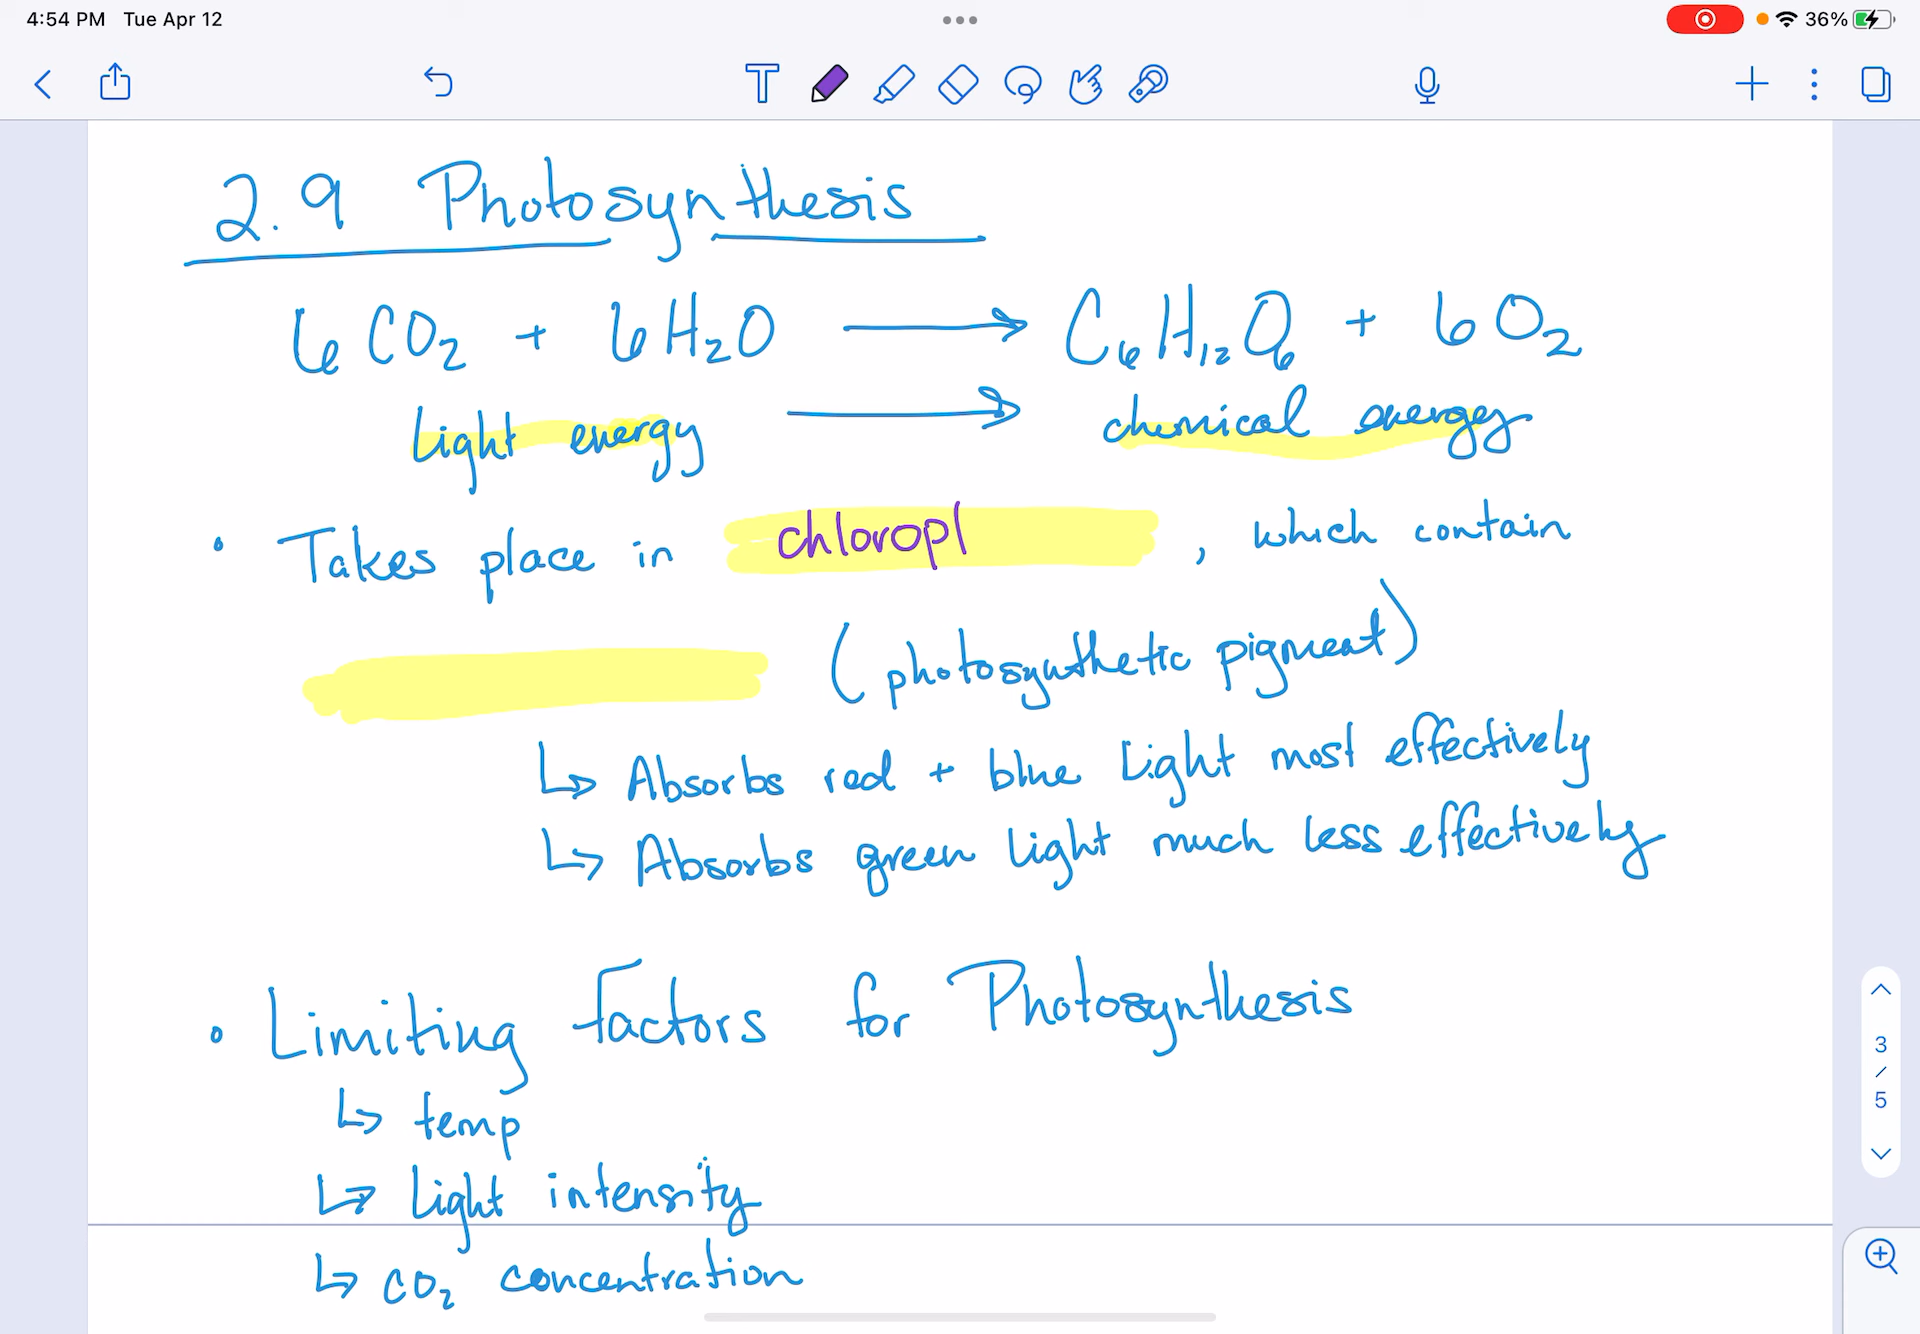 4:54 PM Tue Apr 12
36%
2.9 Photosynthesis
6 CO₂ + 6 H₂O → C₆H₁₂O₆ + 6 O₂
Light energy → chemical energy
• Takes place in chloropl , which contain
(photosynthetic pigment)
↳ Absorbs red + blue Light most effectively
↳ Absorbs green light much less effectively
• Limiting Factors for Photosynthesis
↳ temp
↳ Light intensity
↳ CO₂ concentration
3
/
5